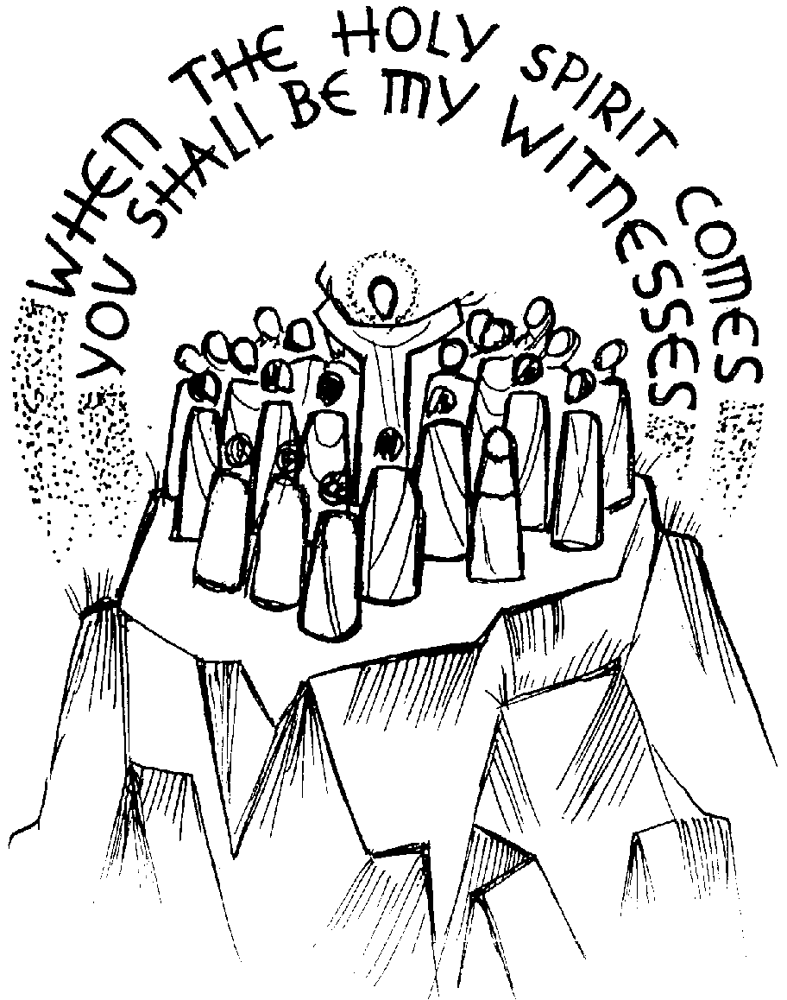 WHEN THE HOLY SPIRIT COMES
YOU SHALL BE MY WITNESSES